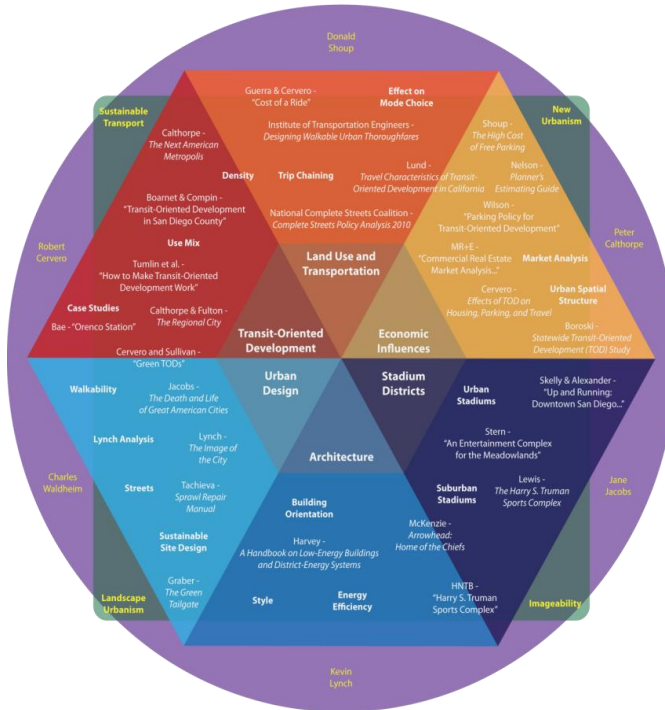 Donald
Shoup
Sustainable
Transport
New
Urbanism
Guerra & Cervero -
“Cost of a Ride”
Effect on
Mode Choice
Institute of Transportation Engineers -
Designing Walkable Urban Thoroughfares
Density
Trip Chaining
Lund -
Travel Characteristics of Transit-
Oriented Development in California
National Complete Streets Coalition -
Complete Streets Policy Analysis 2010
Land Use and
Transportation
Calthorpe -
The Next American
Metropolis
Boarnet & Compin -
“Transit-Oriented Development
in San Diego County”
Use Mix
Tumlin et al. -
“How to Make Transit-Oriented
Development Work”
Case Studies
Bae - “Orenco Station”
Calthorpe & Fulton -
The Regional City
Cervero and Sullivan -
“Green TODs”
Transit-Oriented
Development
Shoup -
The High Cost
of Free Parking
Nelson -
Planner's
Estimating Guide
Wilson -
“Parking Policy for
Transit-Oriented Development”
MR+E -
“Commercial Real Estate
Market Analysis...”
Market Analysis
Cervero -
Effects of TOD on
Housing, Parking, and Travel
Urban Spatial
Structure
Boroski -
Statewide Transit-Oriented
Development (TOD) Study
Economic
Influences
Robert
Cervero
Peter
Calthorpe
Urban
Design
Stadium
Districts
Walkability
Jacobs -
The Death and Life
of Great American Cities
Lynch Analysis
Lynch -
The Image of
the City
Streets
Tachieva -
Sprawl Repair
Manual
Sustainable
Site Design
Graber -
The Green
Tailgate
Architecture
Building
Orientation
Harvey -
A Handbook on Low-Energy Buildings
and District-Energy Systems
Style
Energy
Efficiency
Urban
Stadiums
Skelly & Alexander -
“Up and Running:
Downtown San Diego...”
Stern -
“An Entertainment Complex
for the Meadowlands”
Suburban
Stadiums
Lewis -
The Harry S. Truman
Sports Complex
McKenzie -
Arrowhead:
Home of the Chiefs
HNTB -
“Harry S. Truman
Sports Complex”
Charles
Waldheim
Jane
Jacobs
Landscape
Urbanism
Imageability
Kevin
Lynch